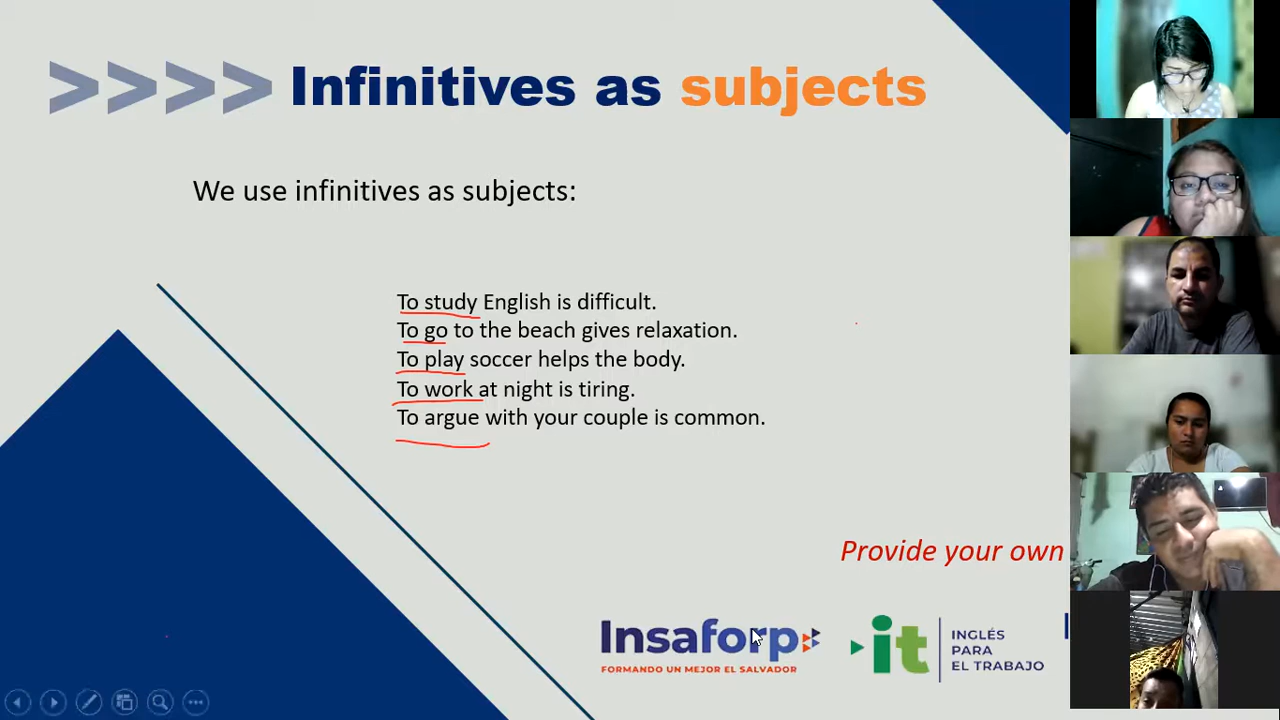 >>>> Infinitives as subjects
We use infinitives as subjects:
To study English is difficult.
To go to the beach gives relaxation.
To play soccer helps the body.
To work at night is tiring.
To argue with your couple is common.
Provide your own
Insaforp
FORMANDO UN MEJOR EL SALVADOR
it
INGLÉS
PARA
EL TRABAJO